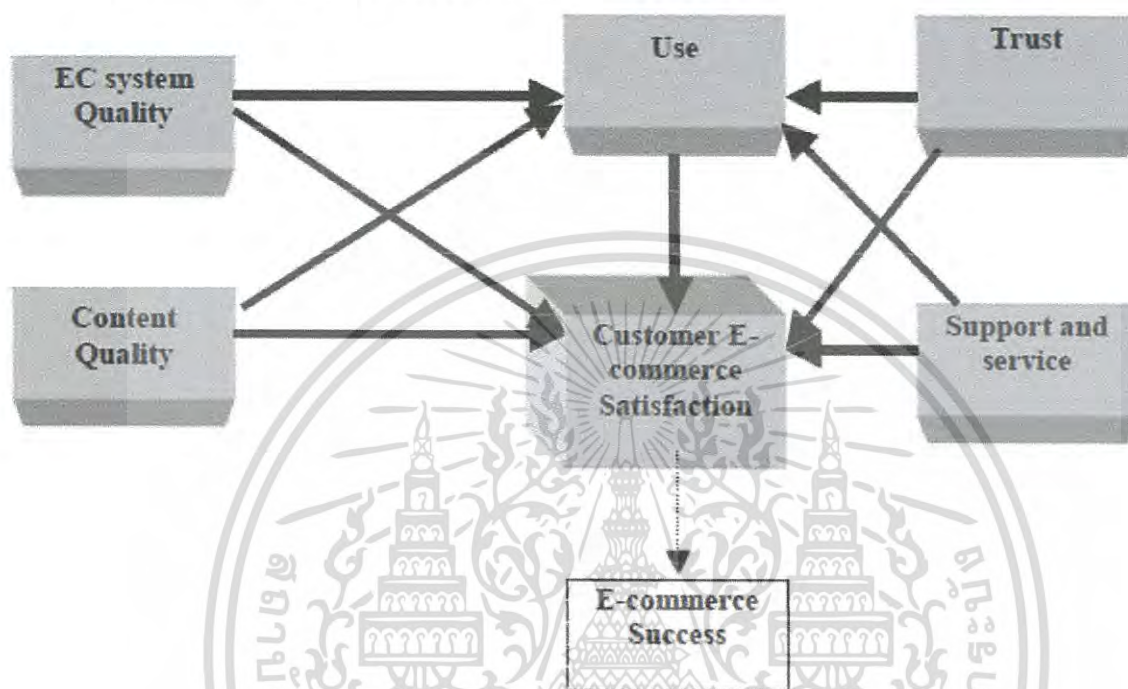 EC system
Quality
Use
Trust
Content
Quality
Customer E-
commerce
Satisfaction
Support and
service
E-commerce
Success